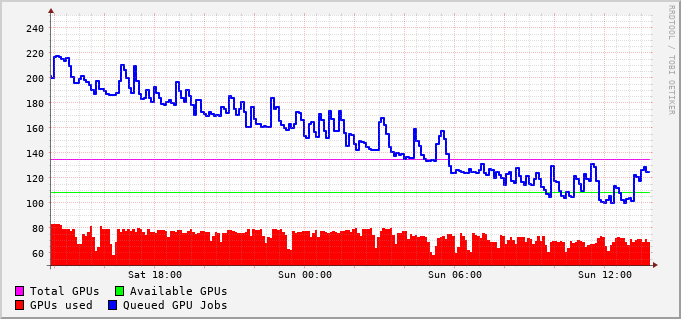 RRDTOOL / TOBI OETIKER
240
220
200
180
160
140
120
100
80
60
Sat 18:00 Sun 00:00 Sun 06:00 Sun 12:00
Total GPUs Available GPUs
GPUs used Queued GPU Jobs